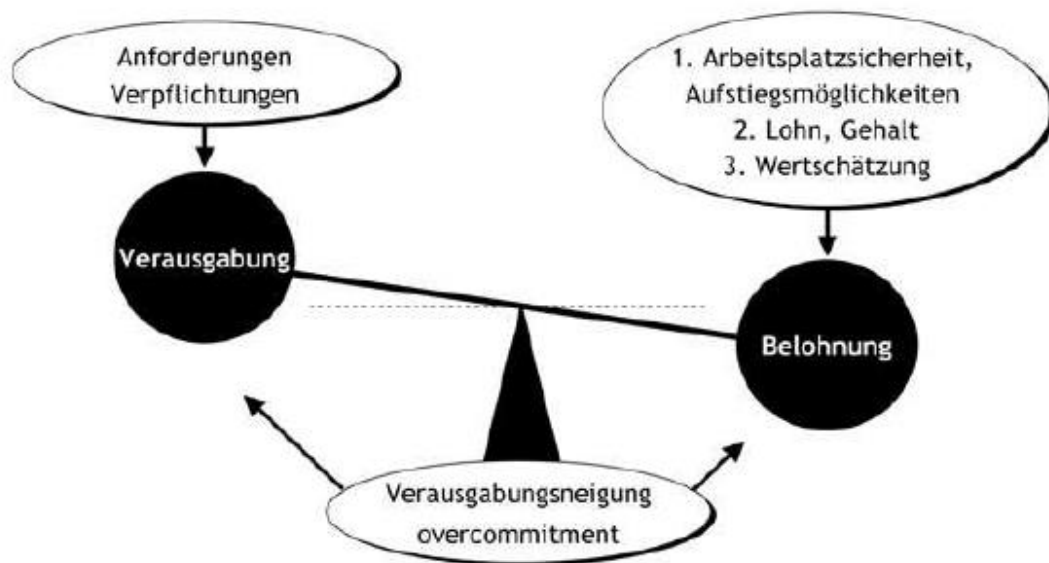 Anforderungen
Verpflichtungen
1. Arbeitsplatzsicherheit,
Aufstiegsmöglichkeiten
2. Lohn, Gehalt
3. Wertschätzung
Verausgabung
Belohnung
Verausgabungsneigung
overcommitment